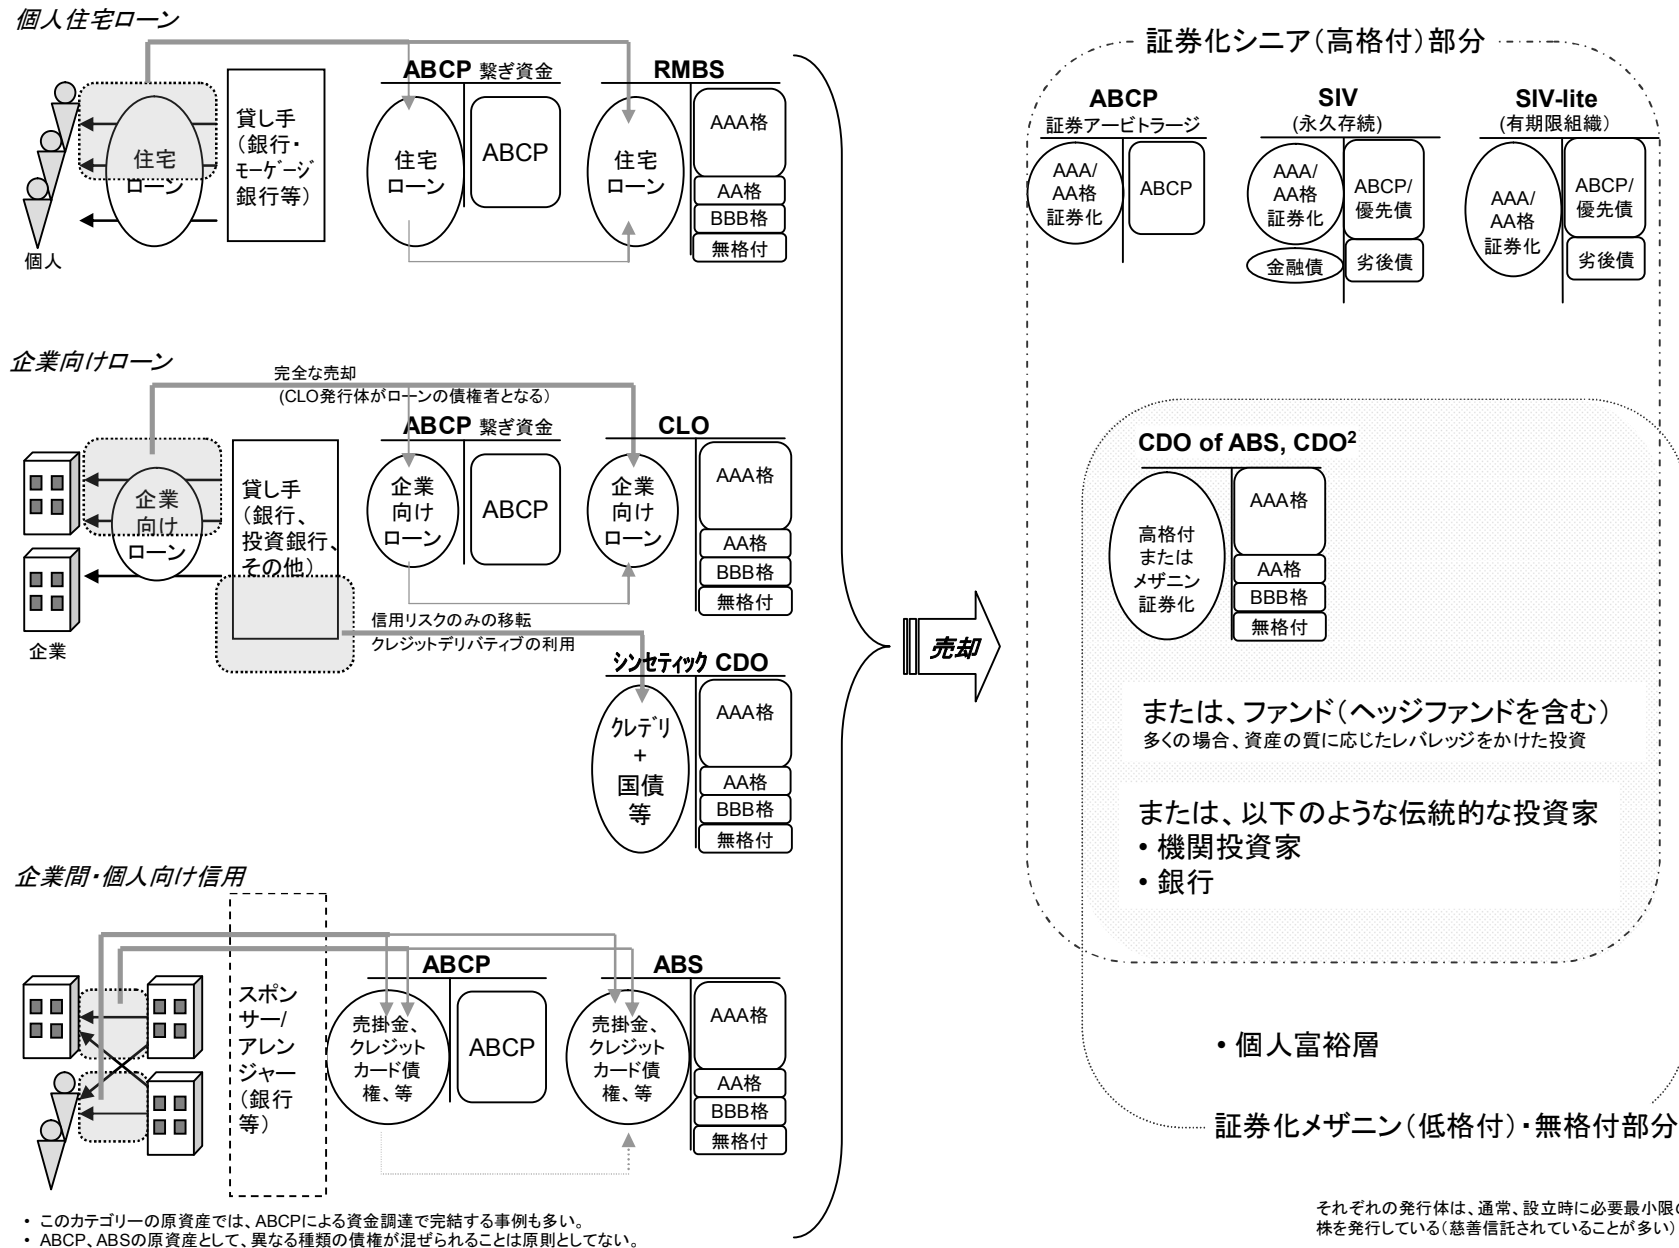 個人住宅ローン
ABCP 繋ぎ資金
RMBS
貸し手
（銀行・
モーゲージ
銀行等）
住宅
ローン
個人
住宅
ローン
ABCP
住宅
ローン
AAA格
AA格
BBB格
無格付
企業向けローン
完全な売却
(CLO発行体がローンの債権者となる）
ABCP 繋ぎ資金
CLO
企業
向け
ローン
貸し手
（銀行、
投資銀行、
その他）
企業
企業
向け
ローン
ABCP
企業
向け
ローン
AAA格
AA格
BBB格
無格付
信用リスクのみの移転
クレジットデリバティブの利用
シンセティック CDO
クレデリ
+
国債
等
AAA格
AA格
BBB格
無格付
企業間・個人向け信用
スポン
サー/
アレン
ジャー
（銀行
等）
ABCP
売掛金、
クレジット
カード債
権、等
ABCP
ABS
売掛金、
クレジット
カード債
権、等
AAA格
AA格
BBB格
無格付
• このカテゴリーの原資産では、ABCPによる資金調達で完結する事例も多い。
• ABCP、ABSの原資産として、異なる種類の債権が混ぜられることは原則としてない。
売却
証券化シニア（高格付）部分
ABCP
証券アービトラージ
AAA/
AA格
証券化
ABCP
SIV
(永久存続)
AAA/
AA格
証券化
金融債
ABCP/
優先債
劣後債
SIV-lite
(有期限組織）
AAA/
AA格
証券化
ABCP/
優先債
劣後債
CDO of ABS, CDO²
高格付
または
メザニン
証券化
AAA格
AA格
BBB格
無格付
または、ファンド（ヘッジファンドを含む）
多くの場合、資産の質に応じたレバレッジをかけた投資
または、以下のような伝統的な投資家
• 機関投資家
• 銀行
• 個人富裕層
証券化メザニン（低格付）・無格付部分
それぞれの発行体は、通常、設立時に必要最小限の
株を発行している（慈善信託されていることが多い）